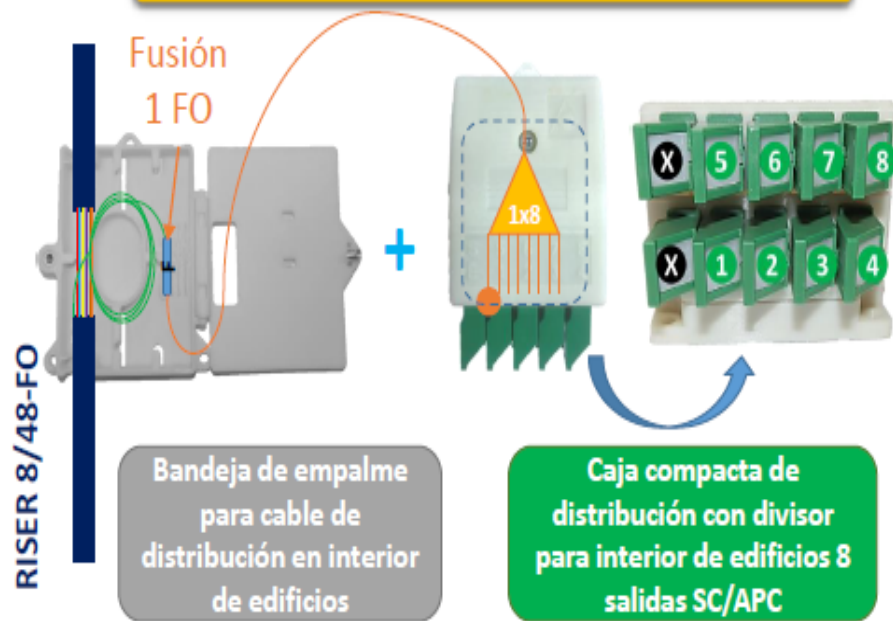 Fusión
1 FO
RISER 8/48-FO
F
+
1x8
X 5 6 7 8
X 1 2 3 4
Bandeja de empalme
para cable de
distribución en interior
de edificios
Caja compacta de
distribución con divisor
para interior de edificios 8
salidas SC/APC